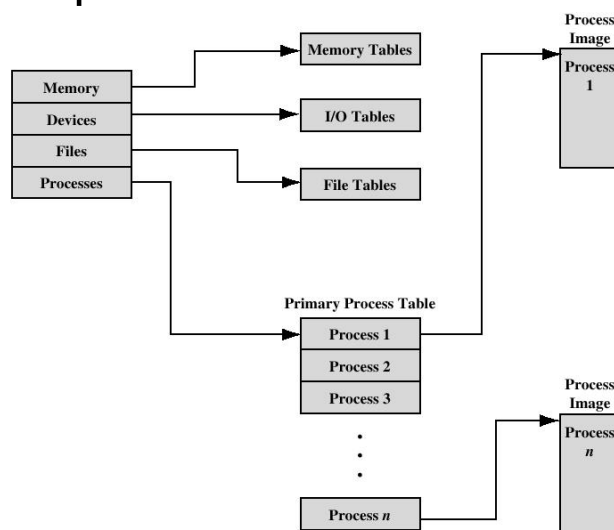 Process
Image
Process
1
Memory Tables
Memory
Devices
Files
Processes
I/O Tables
File Tables
Primary Process Table
Process 1
Process 2
Process 3
Process n
Process
Image
Process
n